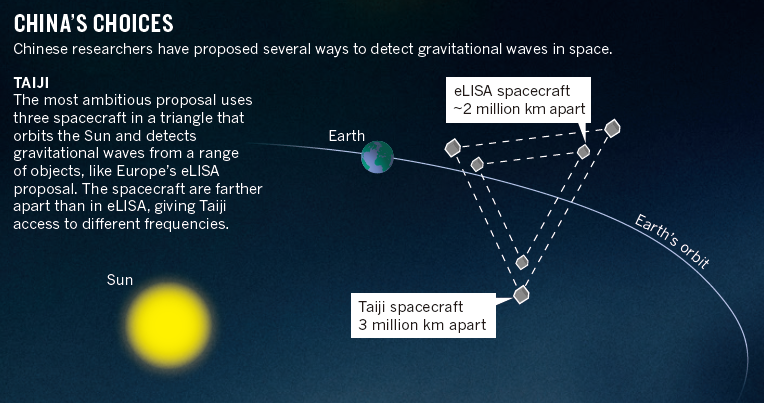 CHINA'S CHOICES
Chinese researchers have proposed several ways to detect gravitational waves in space.
TAIJI
The most ambitious proposal uses
three spacecraft in a triangle that
orbits the Sun and detects
gravitational waves from a range
of objects, like Europe's eLISA
proposal. The spacecraft are farther
apart than in eLISA, giving Taiji
access to different frequencies.
eLISA spacecraft
~2 million km apart
Earth
Earth's orbit
Sun
Taiji spacecraft
3 million km apart